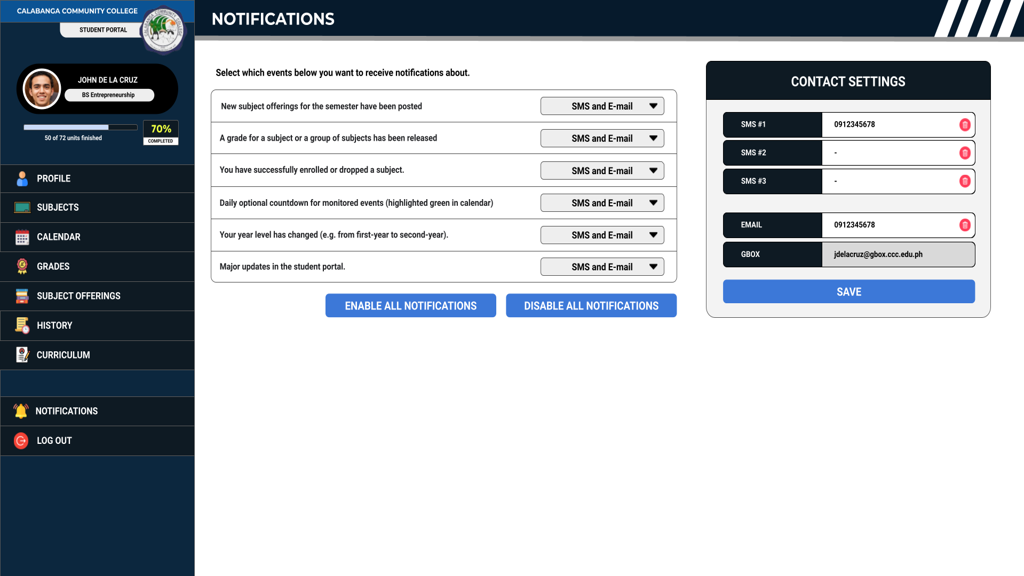 CALABANGA COMMUNITY COLLEGE
STUDENT PORTAL
JOHN DE LA CRUZ
BS Entrepreneurship
50 of 72 units finished
70%
COMPLETED
PROFILE
SUBJECTS
CALENDAR
GRADES
SUBJECT OFFERINGS
HISTORY
CURRICULUM
NOTIFICATIONS
LOG OUT
NOTIFICATIONS
Select which events below you want to receive notifications about.
New subject offerings for the semester have been posted SMS and E-mail
A grade for a subject or a group of subjects has been released SMS and E-mail
You have successfully enrolled or dropped a subject. SMS and E-mail
Daily optional countdown for monitored events (highlighted green in calendar) SMS and E-mail
Your year level has changed (e.g. from first-year to second-year). SMS and E-mail
Major updates in the student portal. SMS and E-mail
ENABLE ALL NOTIFICATIONS DISABLE ALL NOTIFICATIONS
CONTACT SETTINGS
SMS #1 0912345678
SMS #2 -
SMS #3 -
EMAIL 0912345678
GBOX jdelacruz@gbox.ccc.edu.ph
SAVE